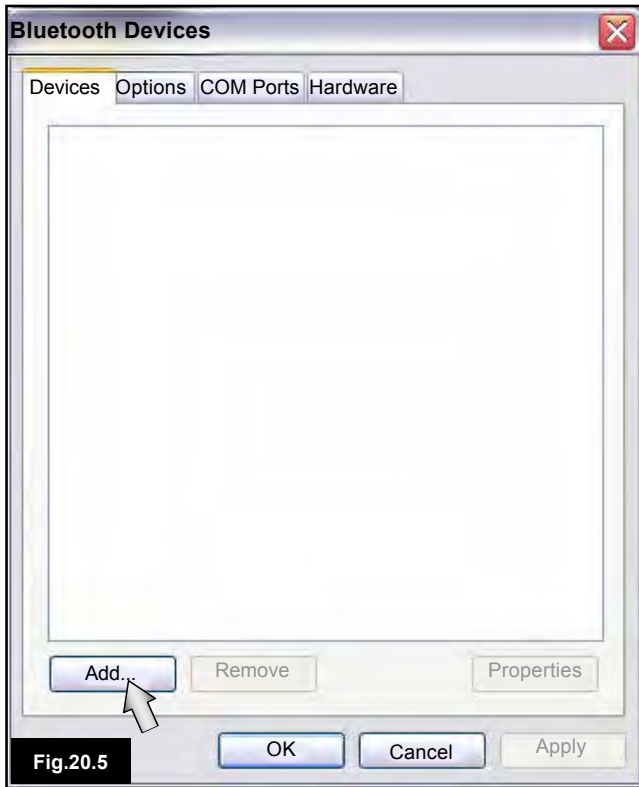 Bluetooth Devices
Devices Options COM Ports Hardware
Add... Remove Properties
OK Cancel Apply
Fig.20.5